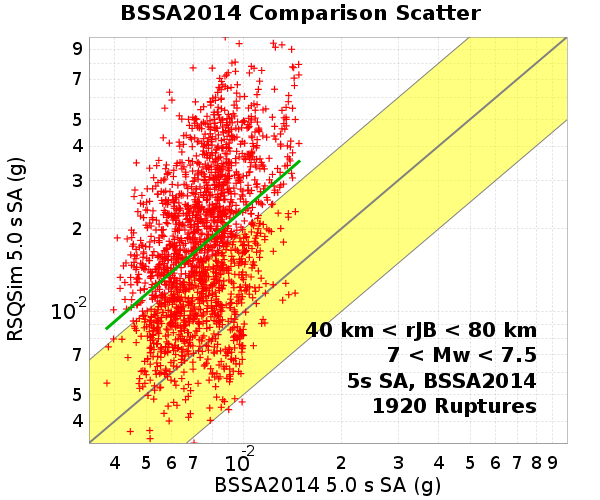 BSSA2014 Comparison Scatter
RSQSim 5.0 s SA (g)
9
7
5
4
3
2
10-2
7
5
4
40 km < rJB < 80 km
7 < Mw < 7.5
5s SA, BSSA2014
1920 Ruptures
4 5 6 7 10-2 2 3 4 5 6 7 8 9
BSSA2014 5.0 s SA (g)